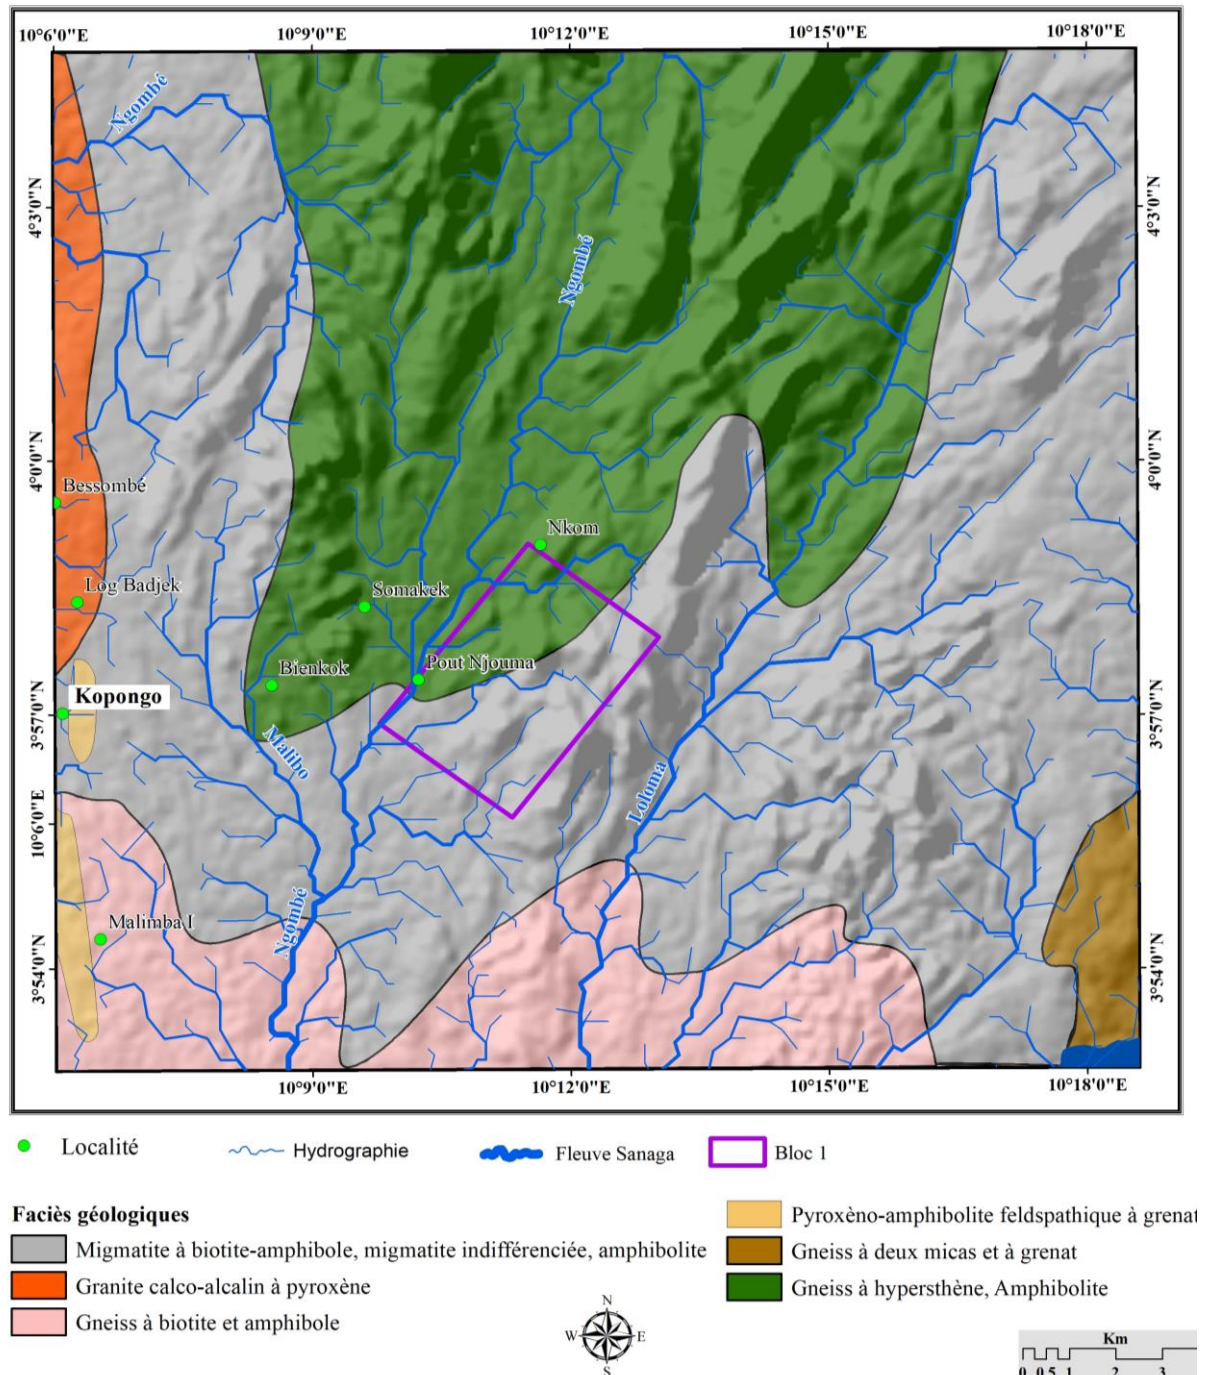 10°6'0"E 10°9'0"E 10°12'0"E 10°15'0"E 10°18'0"E
Ngombé
4°3'0"N
4°3'0"N
Ngombé
4°0'0"N
4°0'0"N
Bessombé
Nkom
Log Badjek
Somakek
Pout Njouma
Bienkok
Kopongo
3°57'0"N
3°57'0"N
Malibo
Loloma
10°6'0"E
Ngombé
Malimba I
3°54'0"N
3°54'0"N
10°9'0"E 10°12'0"E 10°15'0"E 10°18'0"E
Localité Hydrographie Fleuve Sanaga Bloc 1
Faciès géologiques
Migmatite à biotite-amphibole, migmatite indifférenciée, amphibolite
Granite calco-alcalin à pyroxène
Gneiss à biotite et amphibole
Pyroxèno-amphibolite feldspathique à grenat
Gneiss à deux micas et à grenat
Gneiss à hypersthène, Amphibolite
N
W E
S
Km
0 0.5 1 2 3